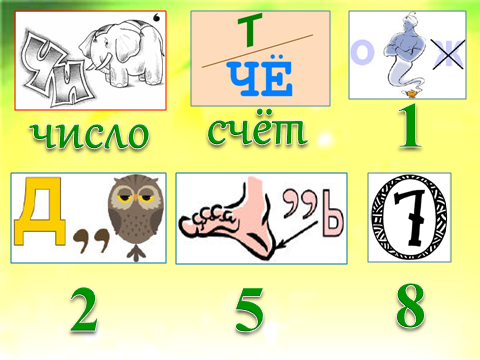 ЧИ ‘
Т
ЧЁ
О Ж
число счёт 1
Д ,, ,, Ь
7
2 5 8